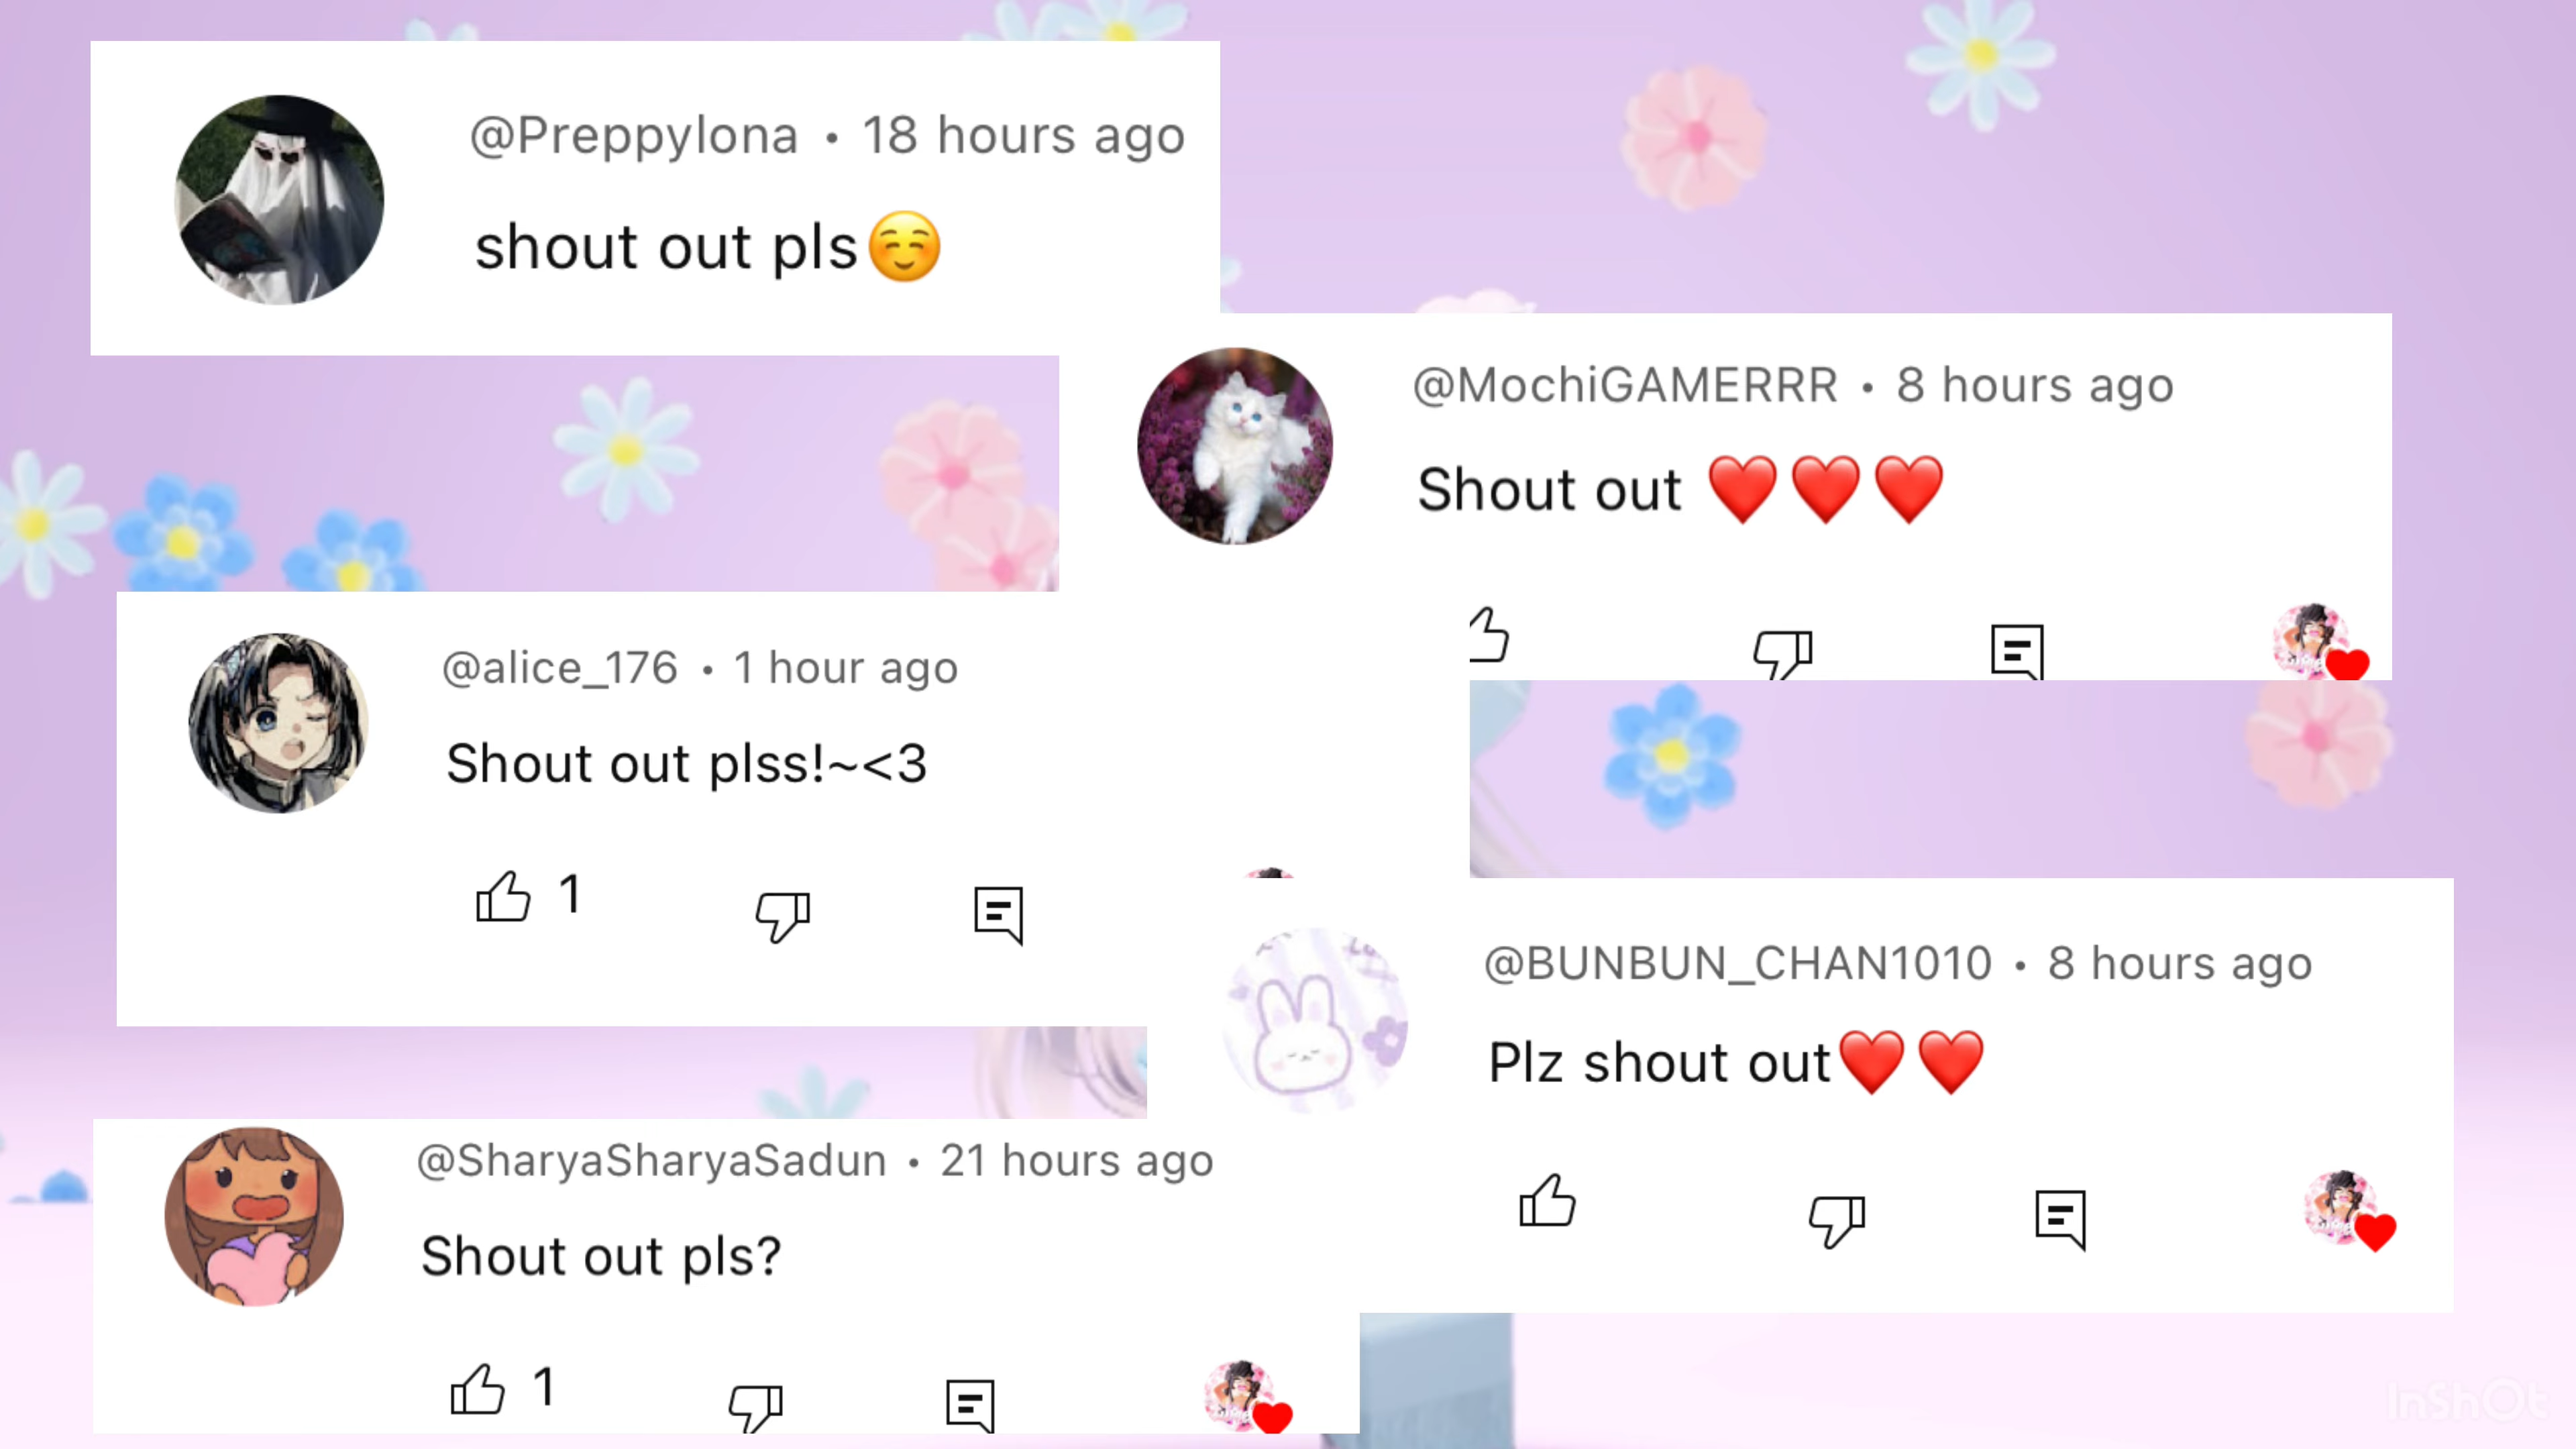 @Preppylona • 18 hours ago
shout out pls☺️
@MochiGAMERRR • 8 hours ago
Shout out ❤️❤️❤️
@alice_176 • 1 hour ago
Shout out plss!~<3
1
@BUNBUN_CHAN1010 • 8 hours ago
Plz shout out❤️❤️
@SharyaSharyaSadun • 21 hours ago
Shout out pls?
1
InShOt